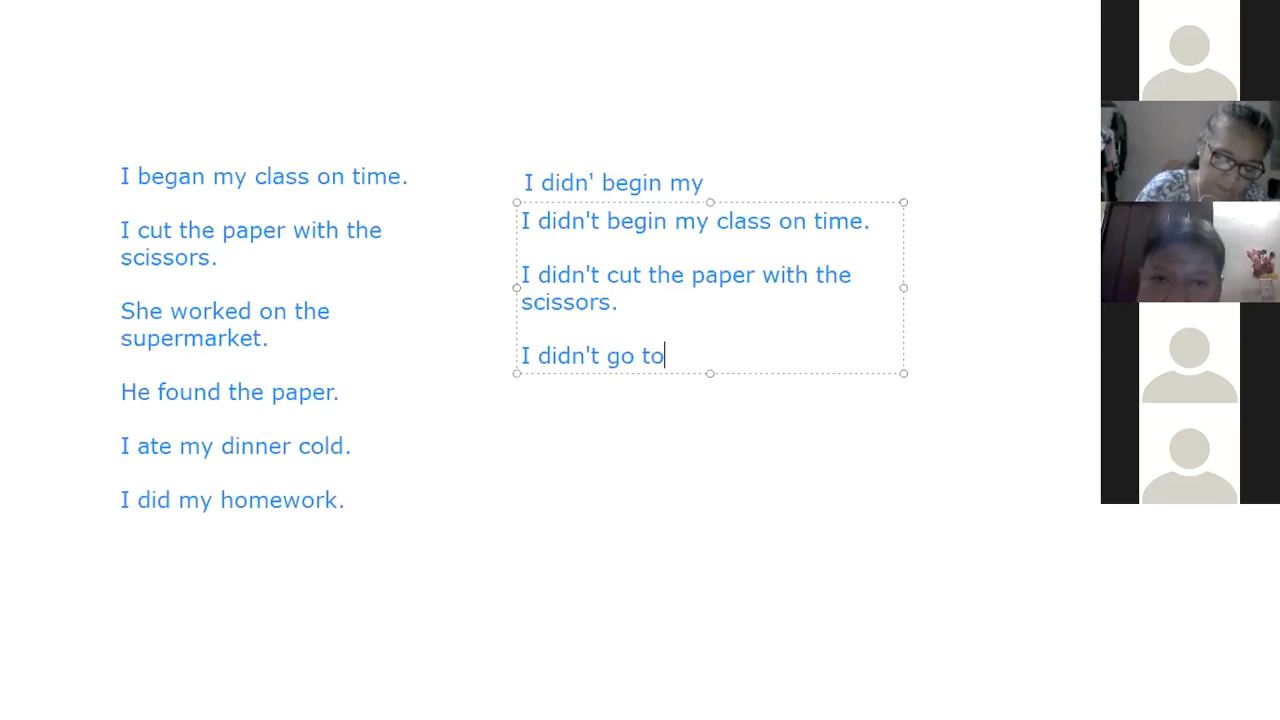 I began my class on time.
I cut the paper with the
scissors.
She worked on the
supermarket.
He found the paper.
I ate my dinner cold.
I did my homework.
I didn' begin my
I didn't begin my class on time.
I didn't cut the paper with the
scissors.
I didn't go to